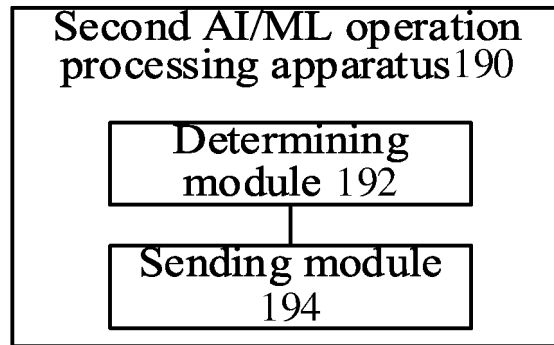 Second AI/ML operation
processing apparatus190
Determining
module 192
Sending module
194